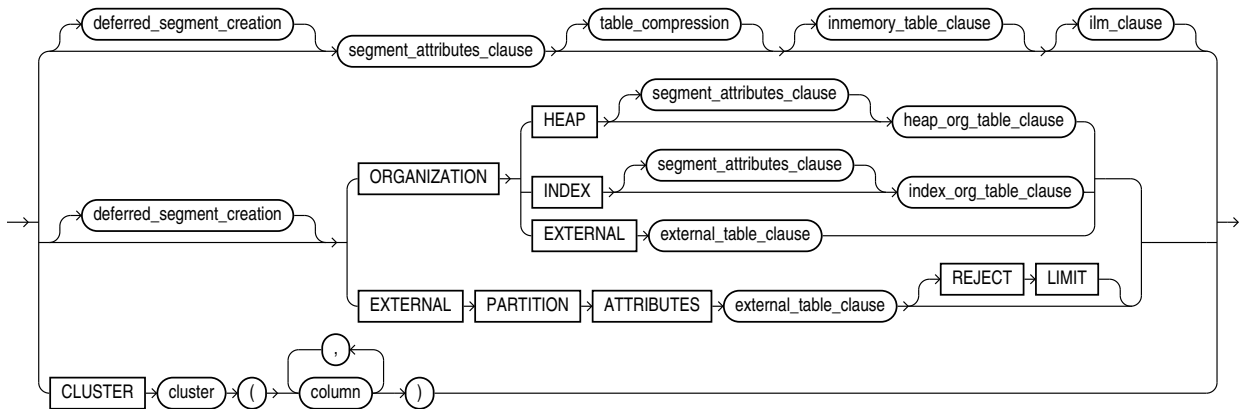 deferred_segment_creation table_compression inmemory_table_clause ilm_clause
segment_attributes_clause
segment_attributes_clause
HEAP heap_org_table_clause
segment_attributes_clause
ORGANIZATION INDEX index_org_table_clause
deferred_segment_creation
EXTERNAL external_table_clause
REJECT LIMIT
EXTERNAL PARTITION ATTRIBUTES external_table_clause
,
CLUSTER cluster ( column )